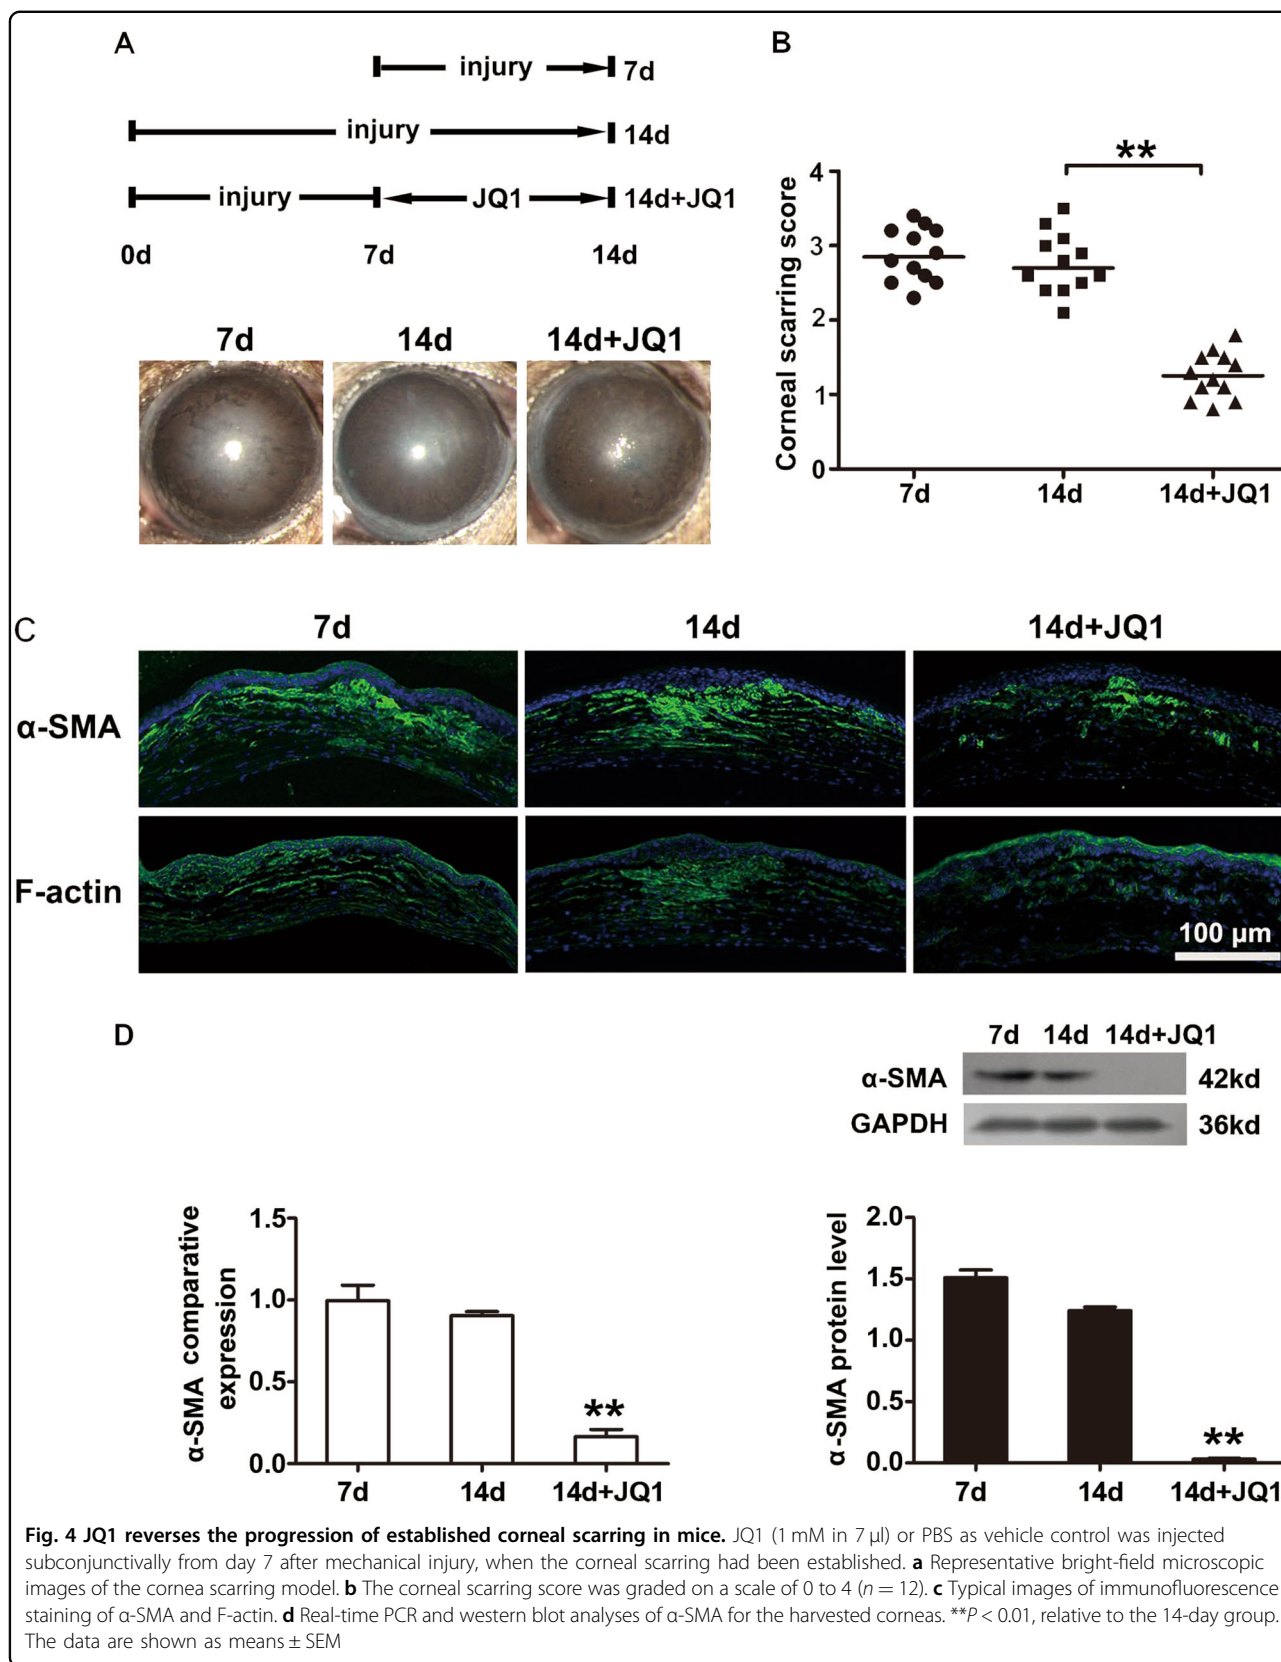 A
injury
7d
injury
14d
injury
JQ1
14d+JQ1
0d
7d
14d
7d
14d
14d+JQ1
B
**
Corneal scarring score
4
3
2
1
0
7d
14d
14d+JQ1
C
7d
14d
14d+JQ1
α-SMA
F-actin
100 μm
D
7d
14d
14d+JQ1
α-SMA
42kd
GAPDH
36kd
α-SMA comparative
expression
1.5
1.0
0.5
0.0
**
7d
14d
14d+JQ1
α-SMA protein level
2.0
1.5
1.0
0.5
0.0
**
7d
14d
14d+JQ1
Fig. 4 JQ1 reverses the progression of established corneal scarring in mice. JQ1 (1 mM in 7 μl) or PBS as vehicle control was injected
subconjunctivally from day 7 after mechanical injury, when the corneal scarring had been established. a Representative bright-field microscopic
images of the cornea scarring model. b The corneal scarring score was graded on a scale of 0 to 4 (n = 12). c Typical images of immunofluorescence
staining of α-SMA and F-actin. d Real-time PCR and western blot analyses of α-SMA for the harvested corneas. **P < 0.01, relative to the 14-day group.
The data are shown as means ± SEM